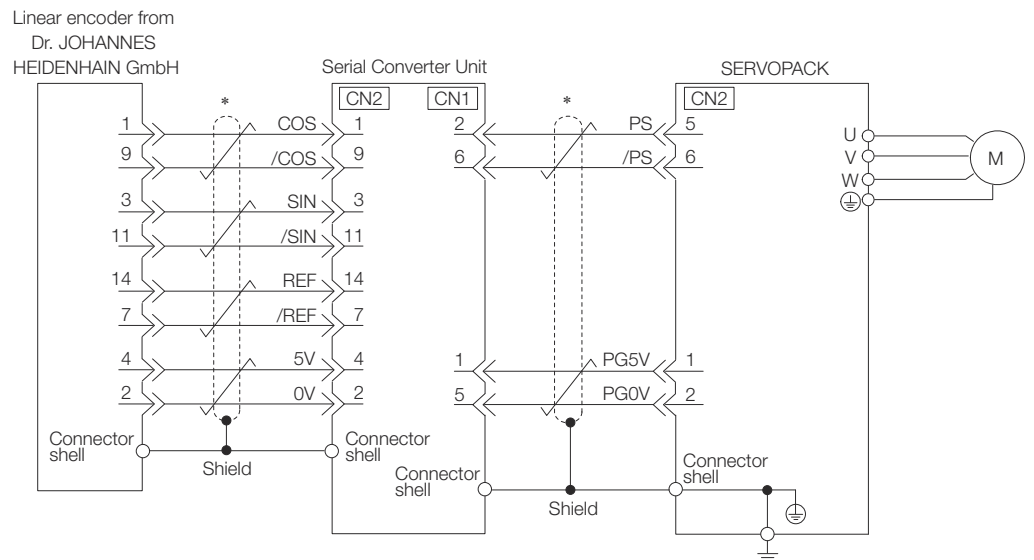 Linear encoder from
Dr. JOHANNES
HEIDENHAIN GmbH
Serial Converter Unit
SERVOPACK
CN2 CN1 CN2
* *
1 COS 1 2 PS 5
9 /COS 9 6 /PS 6
3 SIN 3
11 /SIN 11
14 REF 14
7 /REF 7
4 5V 4 1 PG5V 1
2 0V 2 5 PG0V 2
U
V
W
M
Connector
shell
Shield
Connector
shell
Connector
shell
Shield
Connector
shell